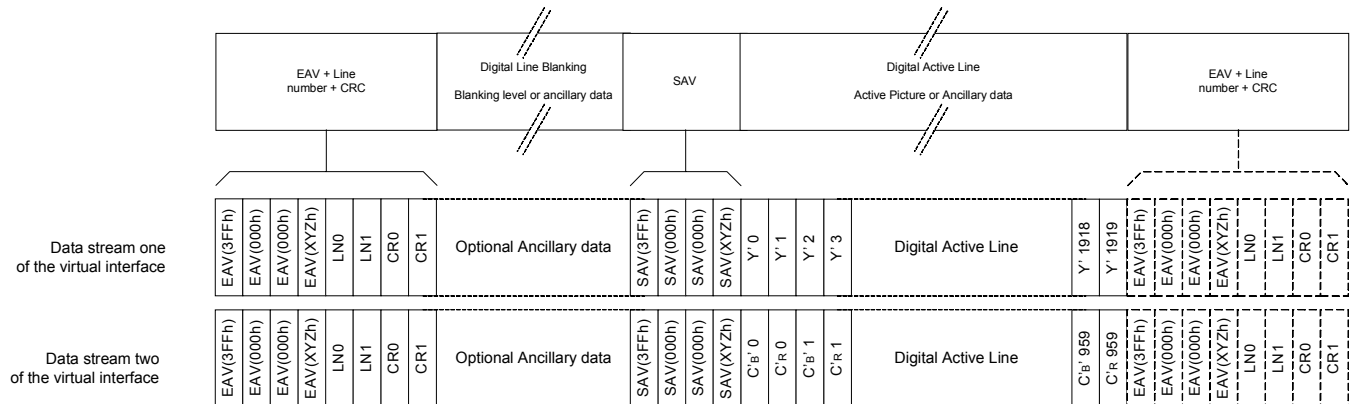 EAV + Line
number + CRC
Digital Line Blanking
Blanking level or ancillary data
SAV
Digital Active Line
Active Picture or Ancillary data
EAV + Line
number + CRC
Data stream one
of the virtual interface
EAV(3FFh)
EAV(000h)
EAV(000h)
EAV(XYZh)
LN0
LN1
CR0
CR1
Optional Ancillary data
SAV(3FFh)
SAV(000h)
SAV(000h)
SAV(XYZh)
Y' 0
Y' 1
Y' 2
Y' 3
Digital Active Line
Y' 1918
Y' 1919
EAV(3FFh)
EAV(000h)
EAV(000h)
EAV(XYZh)
LN0
LN1
CR0
CR1
Data stream two
of the virtual interface
EAV(3FFh)
EAV(000h)
EAV(000h)
EAV(XYZh)
LN0
LN1
CR0
CR1
Optional Ancillary data
SAV(3FFh)
SAV(000h)
SAV(000h)
SAV(XYZh)
C'B' 0
C'R 0
C'B' 1
C'R 1
Digital Active Line
C'B' 959
C'R 959
EAV(3FFh)
EAV(000h)
EAV(000h)
EAV(XYZh)
LN0
LN1
CR0
CR1